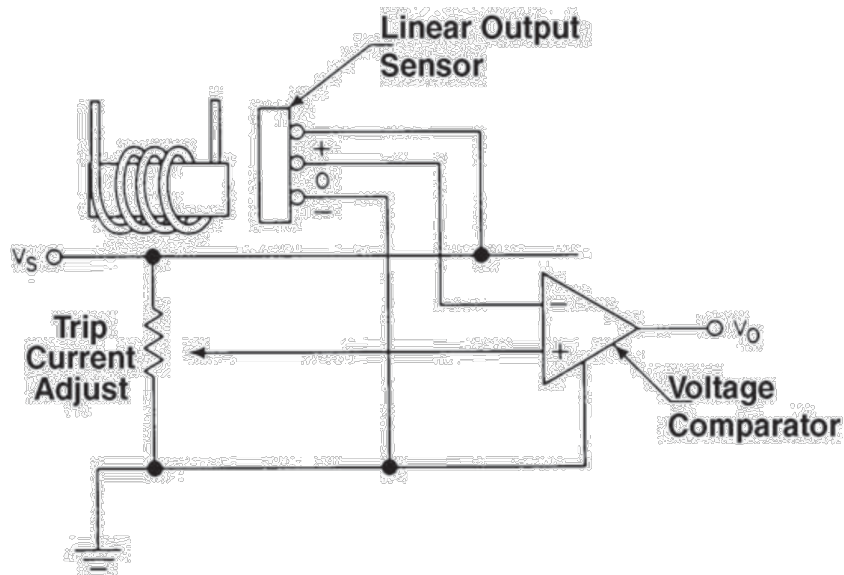 Linear Output
Sensor
+
O
−
VS
Trip
Current
Adjust
−
+
VO
Voltage
Comparator